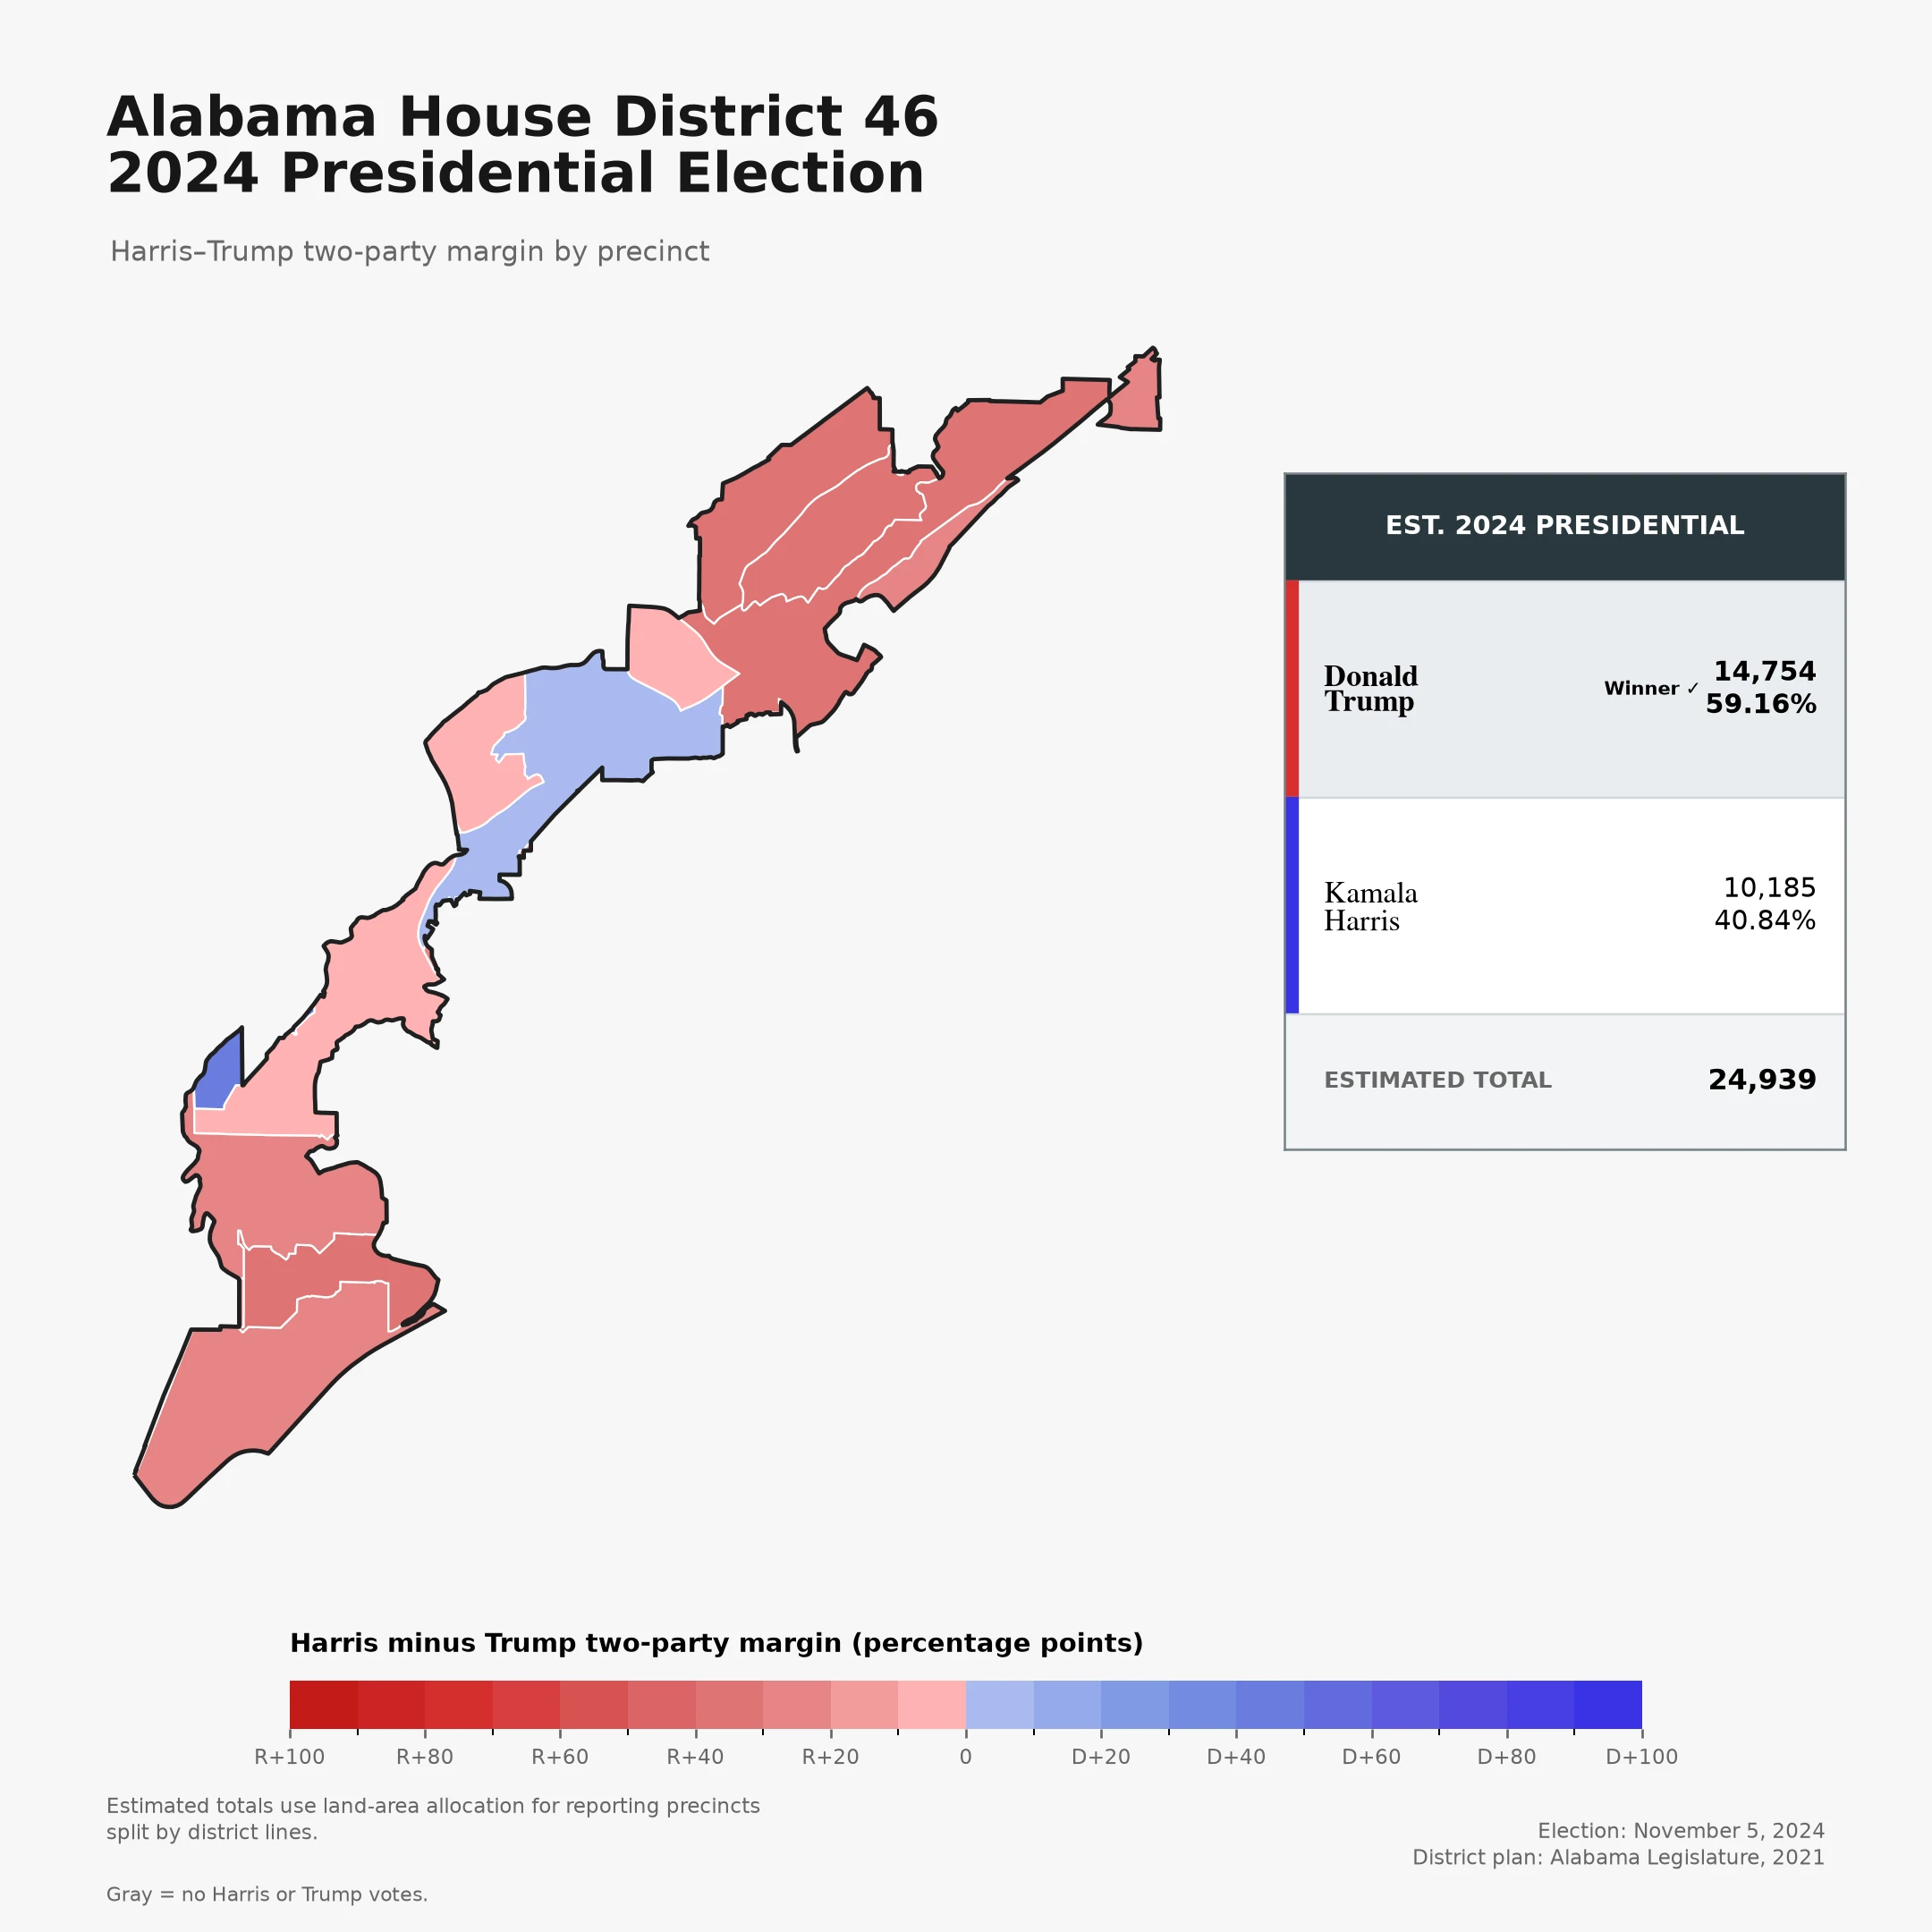 Alabama House District 46
2024 Presidential Election
Harris–Trump two-party margin by precinct
EST. 2024 PRESIDENTIAL
Donald
Trump
Winner ✓
14,754
59.16%
Kamala
Harris
10,185
40.84%
ESTIMATED TOTAL
24,939
Harris minus Trump two-party margin (percentage points)
R+100 R+80 R+60 R+40 R+20 0 D+20 D+40 D+60 D+80 D+100
Estimated totals use land-area allocation for reporting precincts
split by district lines.
Gray = no Harris or Trump votes.
Election: November 5, 2024
District plan: Alabama Legislature, 2021